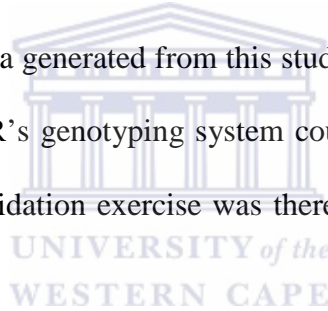 a generated from this stud
R's genotyping system cou
idation exercise was there
UNIVERSITY of the
WESTERN CAPE